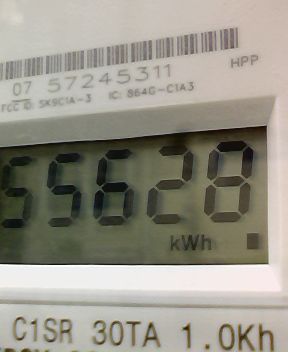 HPP
07 57245311
FCC ID: SK9C1A-3 IC: 864G-C1A3
55628
kWh
C1SR 30TA 1.0Kh